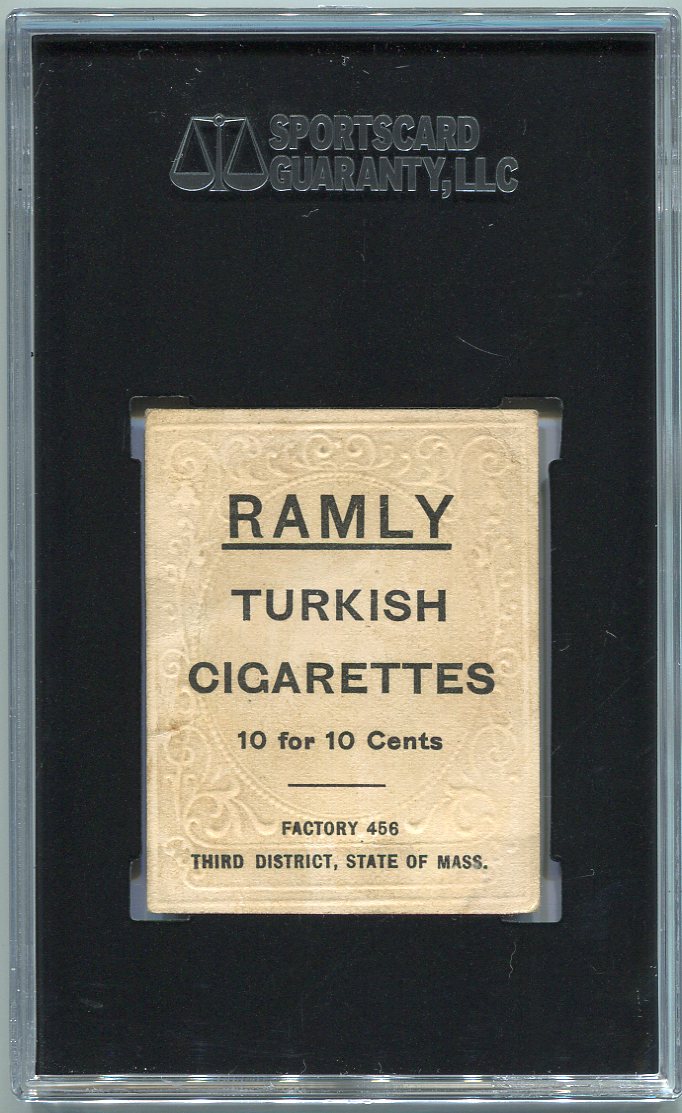 SPORTSCARD
GUARANTY, LLC
RAMLY
TURKISH
CIGARETTES
10 for 10 Cents
FACTORY 456
THIRD DISTRICT, STATE OF MASS.